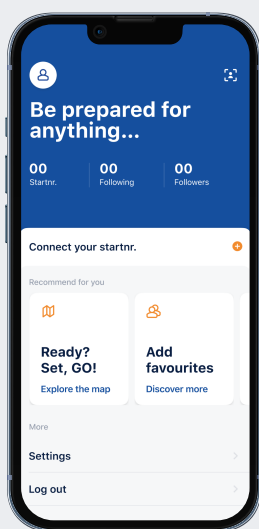 Be prepared for
anything...
00 00 00
Startnr. Following Followers
Connect your startnr.
Recommend for you
Ready?
Set, GO!
Explore the map
Add
favourites
Discover more
More
Settings
Log out